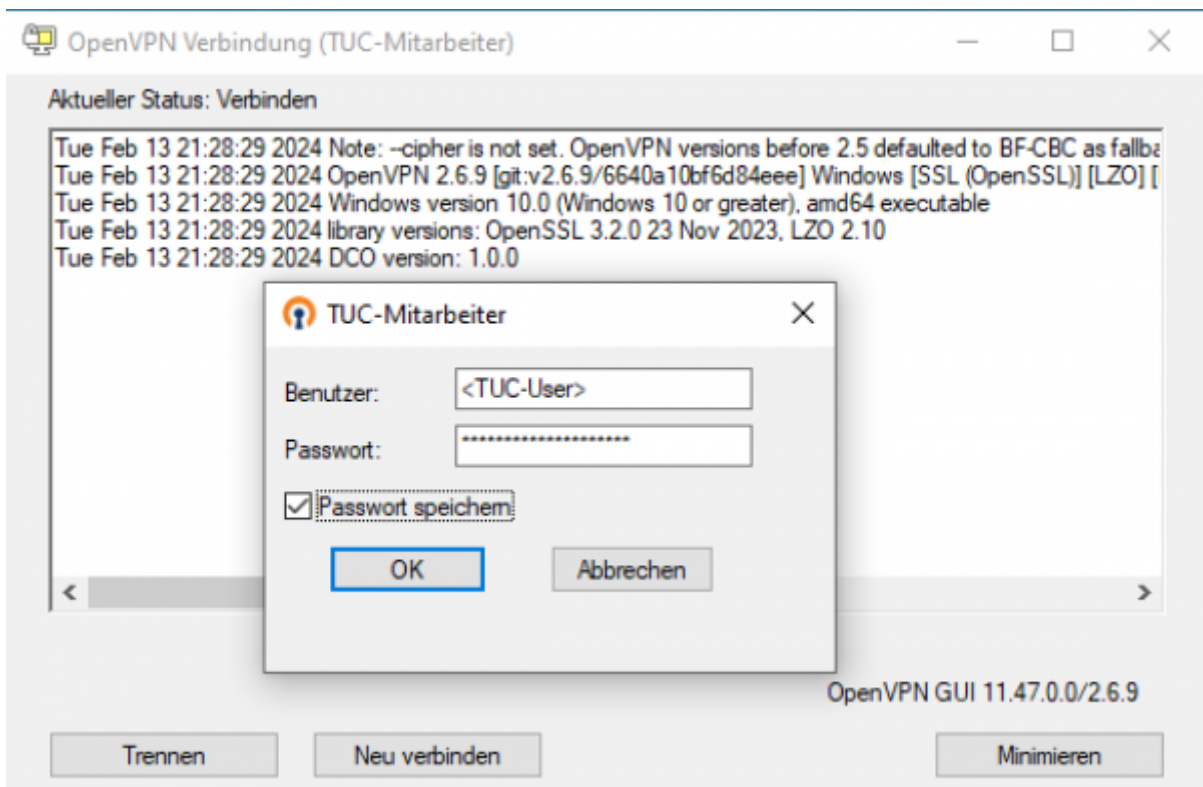 OpenVPN Verbindung (TUC-Mitarbeiter)
Aktueller Status: Verbinden
Tue Feb 13 21:28:29 2024 Note: --cipher is not set. OpenVPN versions before 2.5 defaulted to BF-CBC as fallba
Tue Feb 13 21:28:29 2024 OpenVPN 2.6.9 [git:v2.6.9/6640a10bf6d84eee] Windows [SSL (OpenSSL)] [LZO] [
Tue Feb 13 21:28:29 2024 Windows version 10.0 (Windows 10 or greater), amd64 executable
Tue Feb 13 21:28:29 2024 library versions: OpenSSL 3.2.0 23 Nov 2023, LZO 2.10
Tue Feb 13 21:28:29 2024 DCO version: 1.0.0
TUC-Mitarbeiter
Benutzer: <TUC-User>
Passwort: ********************
Passwort speichern
OK Abbrechen
OpenVPN GUI 11.47.0.0/2.6.9
Trennen Neu verbinden Minimieren